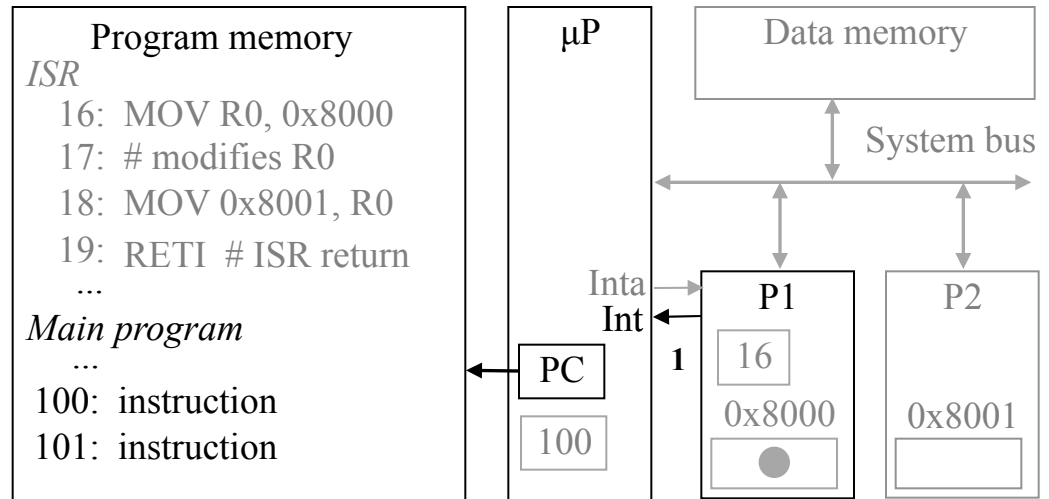 Program memory
ISR
16: MOV R0, 0x8000
17: # modifies R0
18: MOV 0x8001, R0
19: RETI # ISR return
...
Main program
...
100: instruction
101: instruction
μP
Inta
Int
PC
100
Data memory
System bus
1
P1
16
0x8000
P2
0x8001